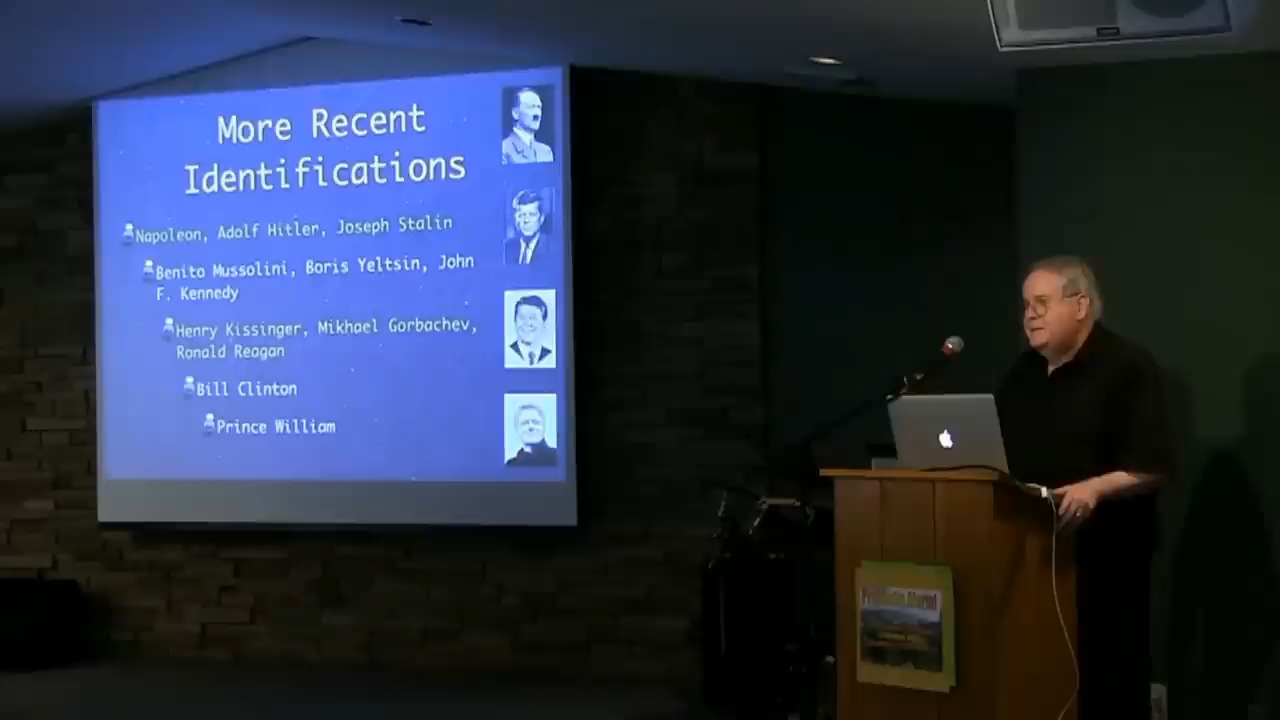 More Recent
Identifications
Napoleon, Adolf Hitler, Joseph Stalin
Benito Mussolini, Boris Yeltsin, John
F. Kennedy
Henry Kissinger, Mikhael Gorbachev,
Ronald Reagan
Bill Clinton
Prince William